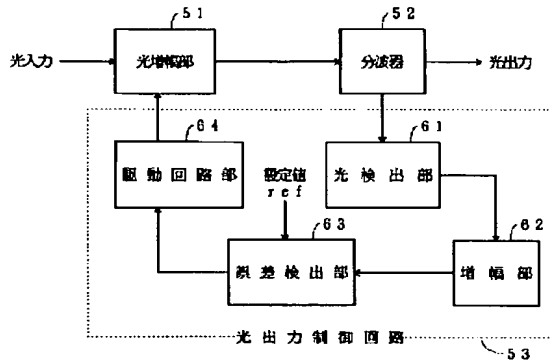 51
52
光入力
光増幅部
分波器
光出力
64
61
駆動回路部
設定値
ref
光検出部
63
62
誤差検出部
増幅部
光出力制御回路
53